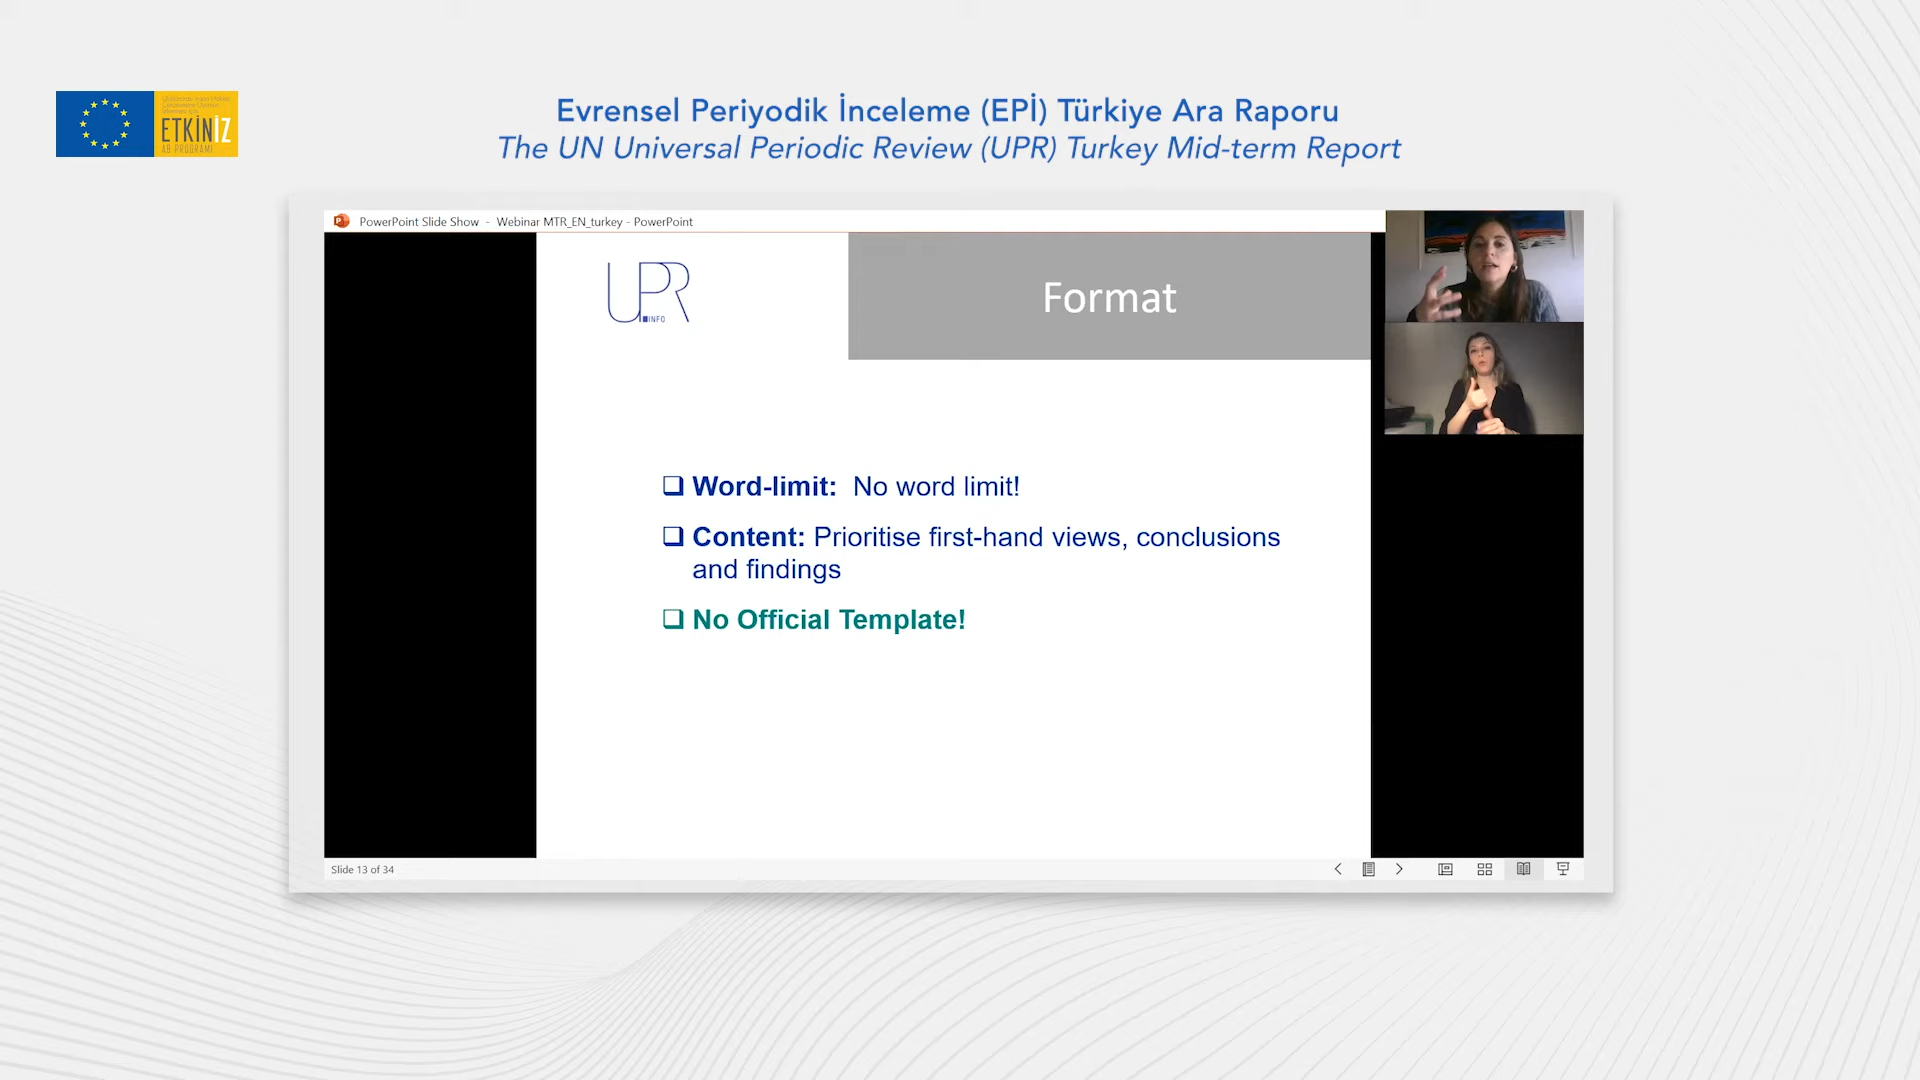 Evrensel Periyodik İnceleme (EPİ) Türkiye Ara Raporu
The UN Universal Periodic Review (UPR) Turkey Mid-term Report
ETKİNİZ
AB PROGRAMI
PowerPoint Slide Show - Webinar MTR_EN_turkey - PowerPoint
UPR
INFO
Format
Word-limit: No word limit!
Content: Prioritise first-hand views, conclusions
and findings
No Official Template!
Slide 13 of 34